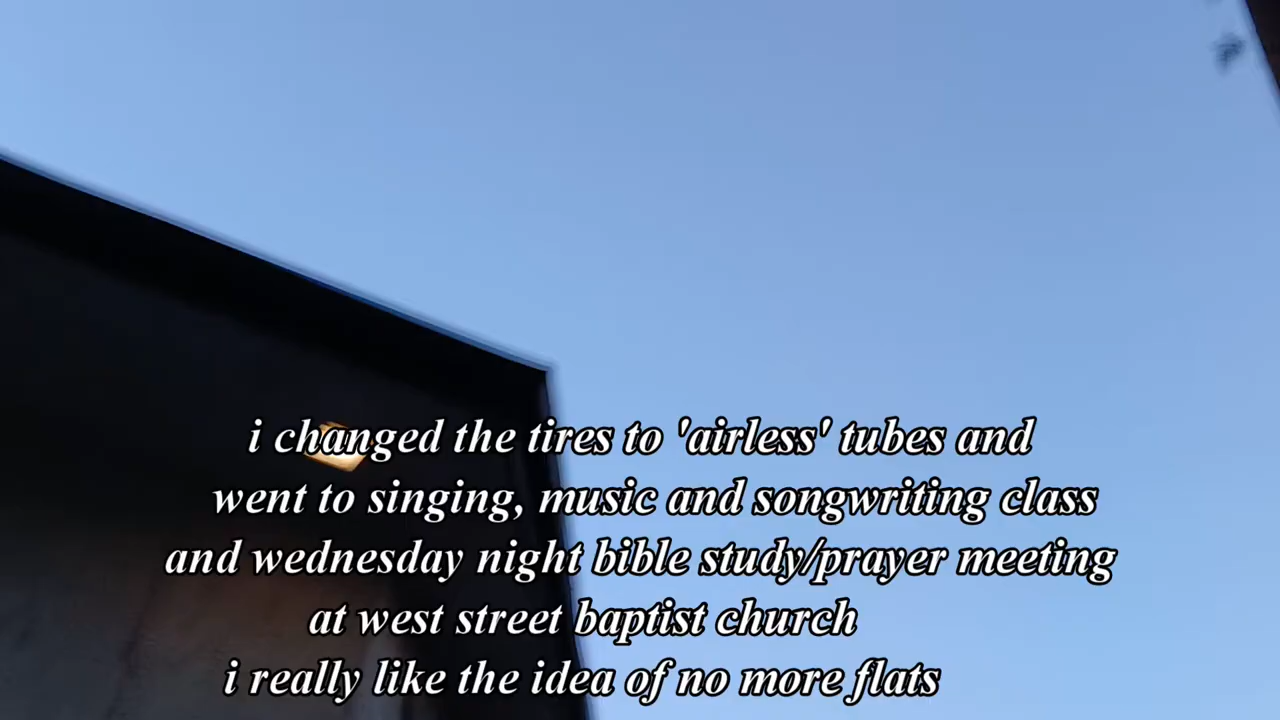 i changed the tires to 'airless' tubes and
went to singing, music and songwriting class
and wednesday night bible study/prayer meeting
at west street baptist church
i really like the idea of no more flats